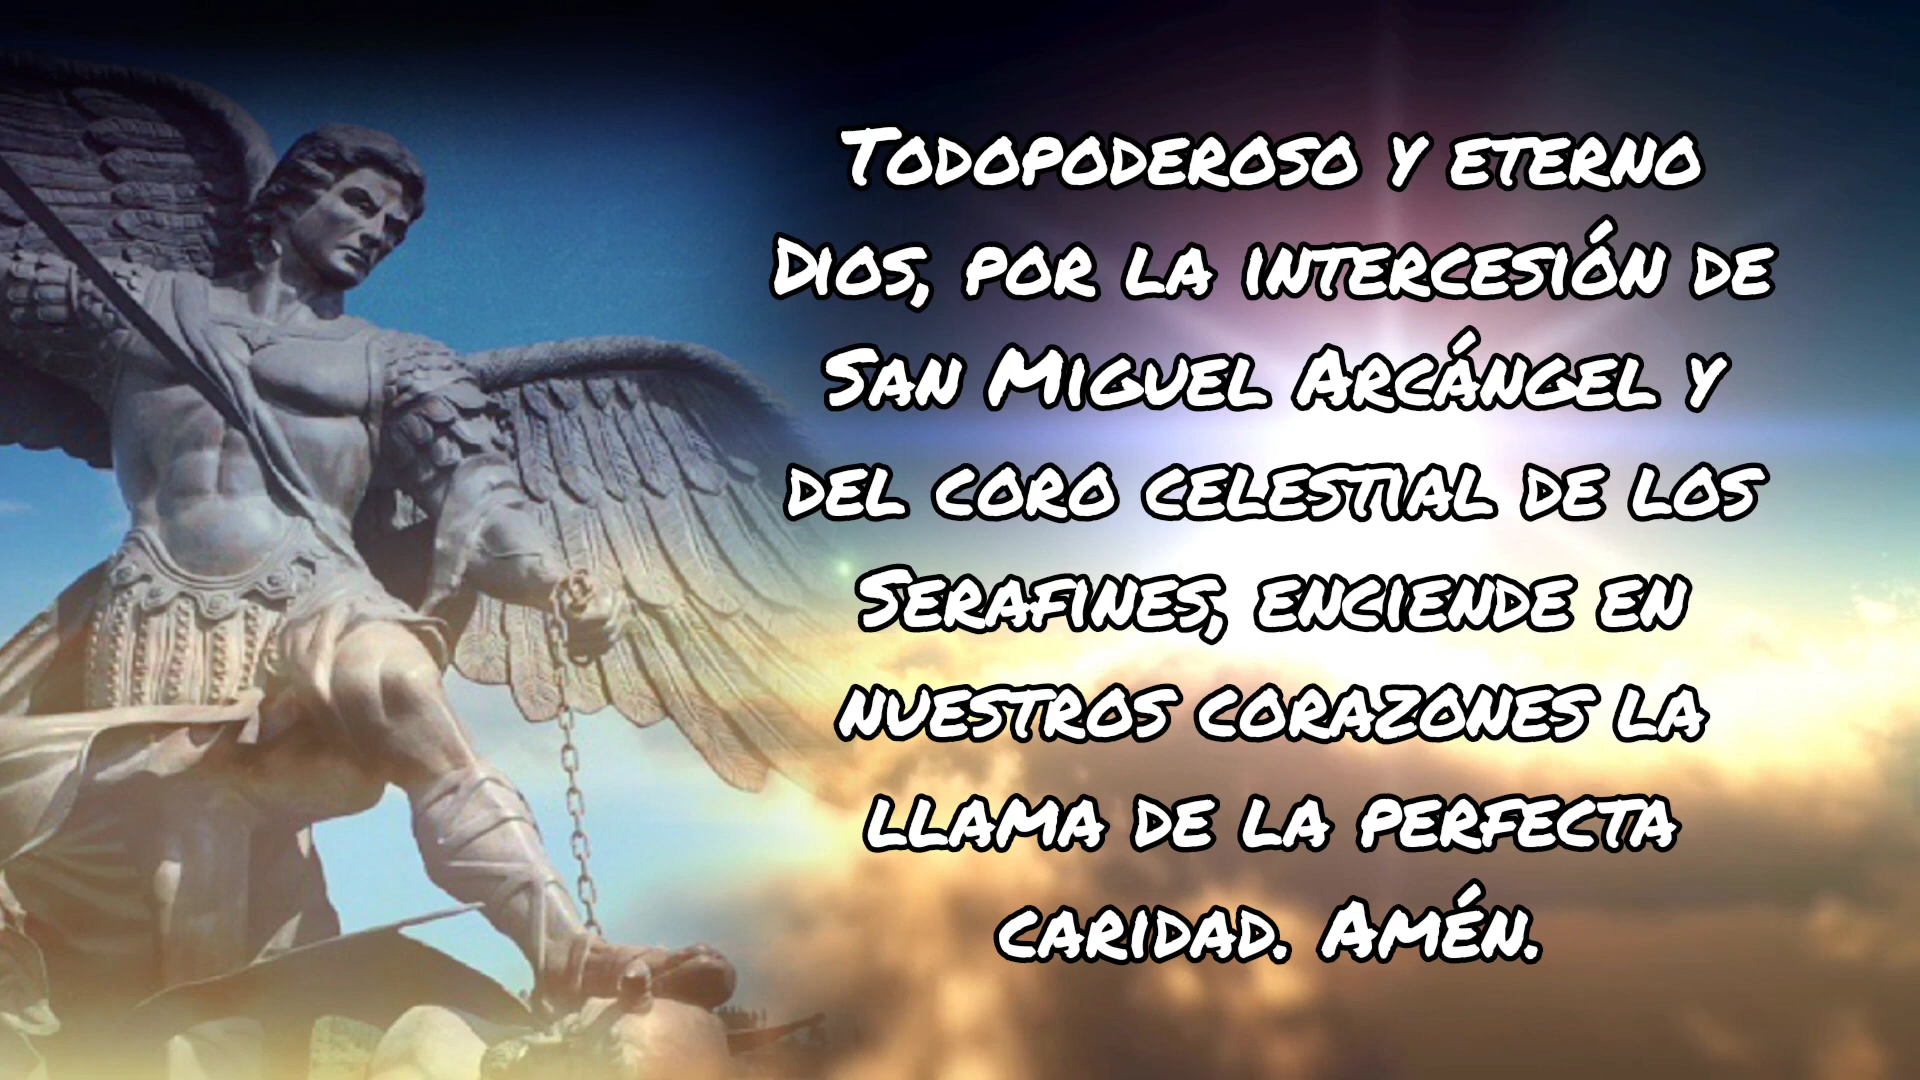 Todopoderoso y eterno
Dios, por la intercesión de
San Miguel Arcángel y
del coro celestial de los
Serafines, enciende en
nuestros corazones la
llama de la perfecta
caridad. Amén.